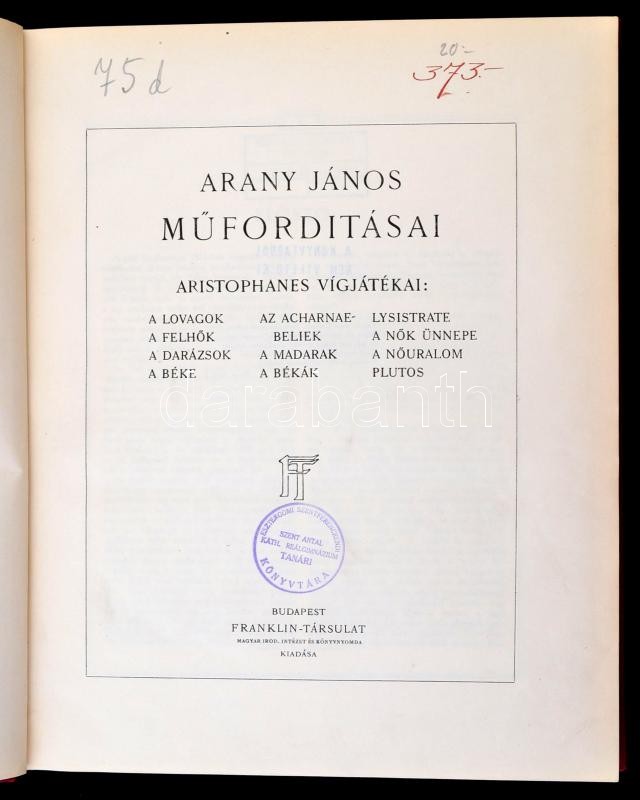 75 d
20.-
373.-
ARANY JÁNOS
MŰFORDITÁSAI
ARISTOPHANES VÍGJÁTÉKAI:
A LOVAGOK
A FELHŐK
A DARÁZSOK
A BÉKE
AZ ACHARNAE-
BELIEK
A MADARAK
A BÉKÁK
LYSISTRATE
A NŐK ÜNNEPE
A NŐURALOM
PLUTOS
darabanth
FT
ESZTERGOMI SZENTFERENCRENDI
SZENT ANTAL
KATH. REÁLGIMNÁZIUM
TANÁRI
KÖNYVTÁRA
BUDAPEST
FRANKLIN-TÁRSULAT
MAGYAR IROD. INTÉZET ÉS KÖNYVNYOMDA
KIADÁSA